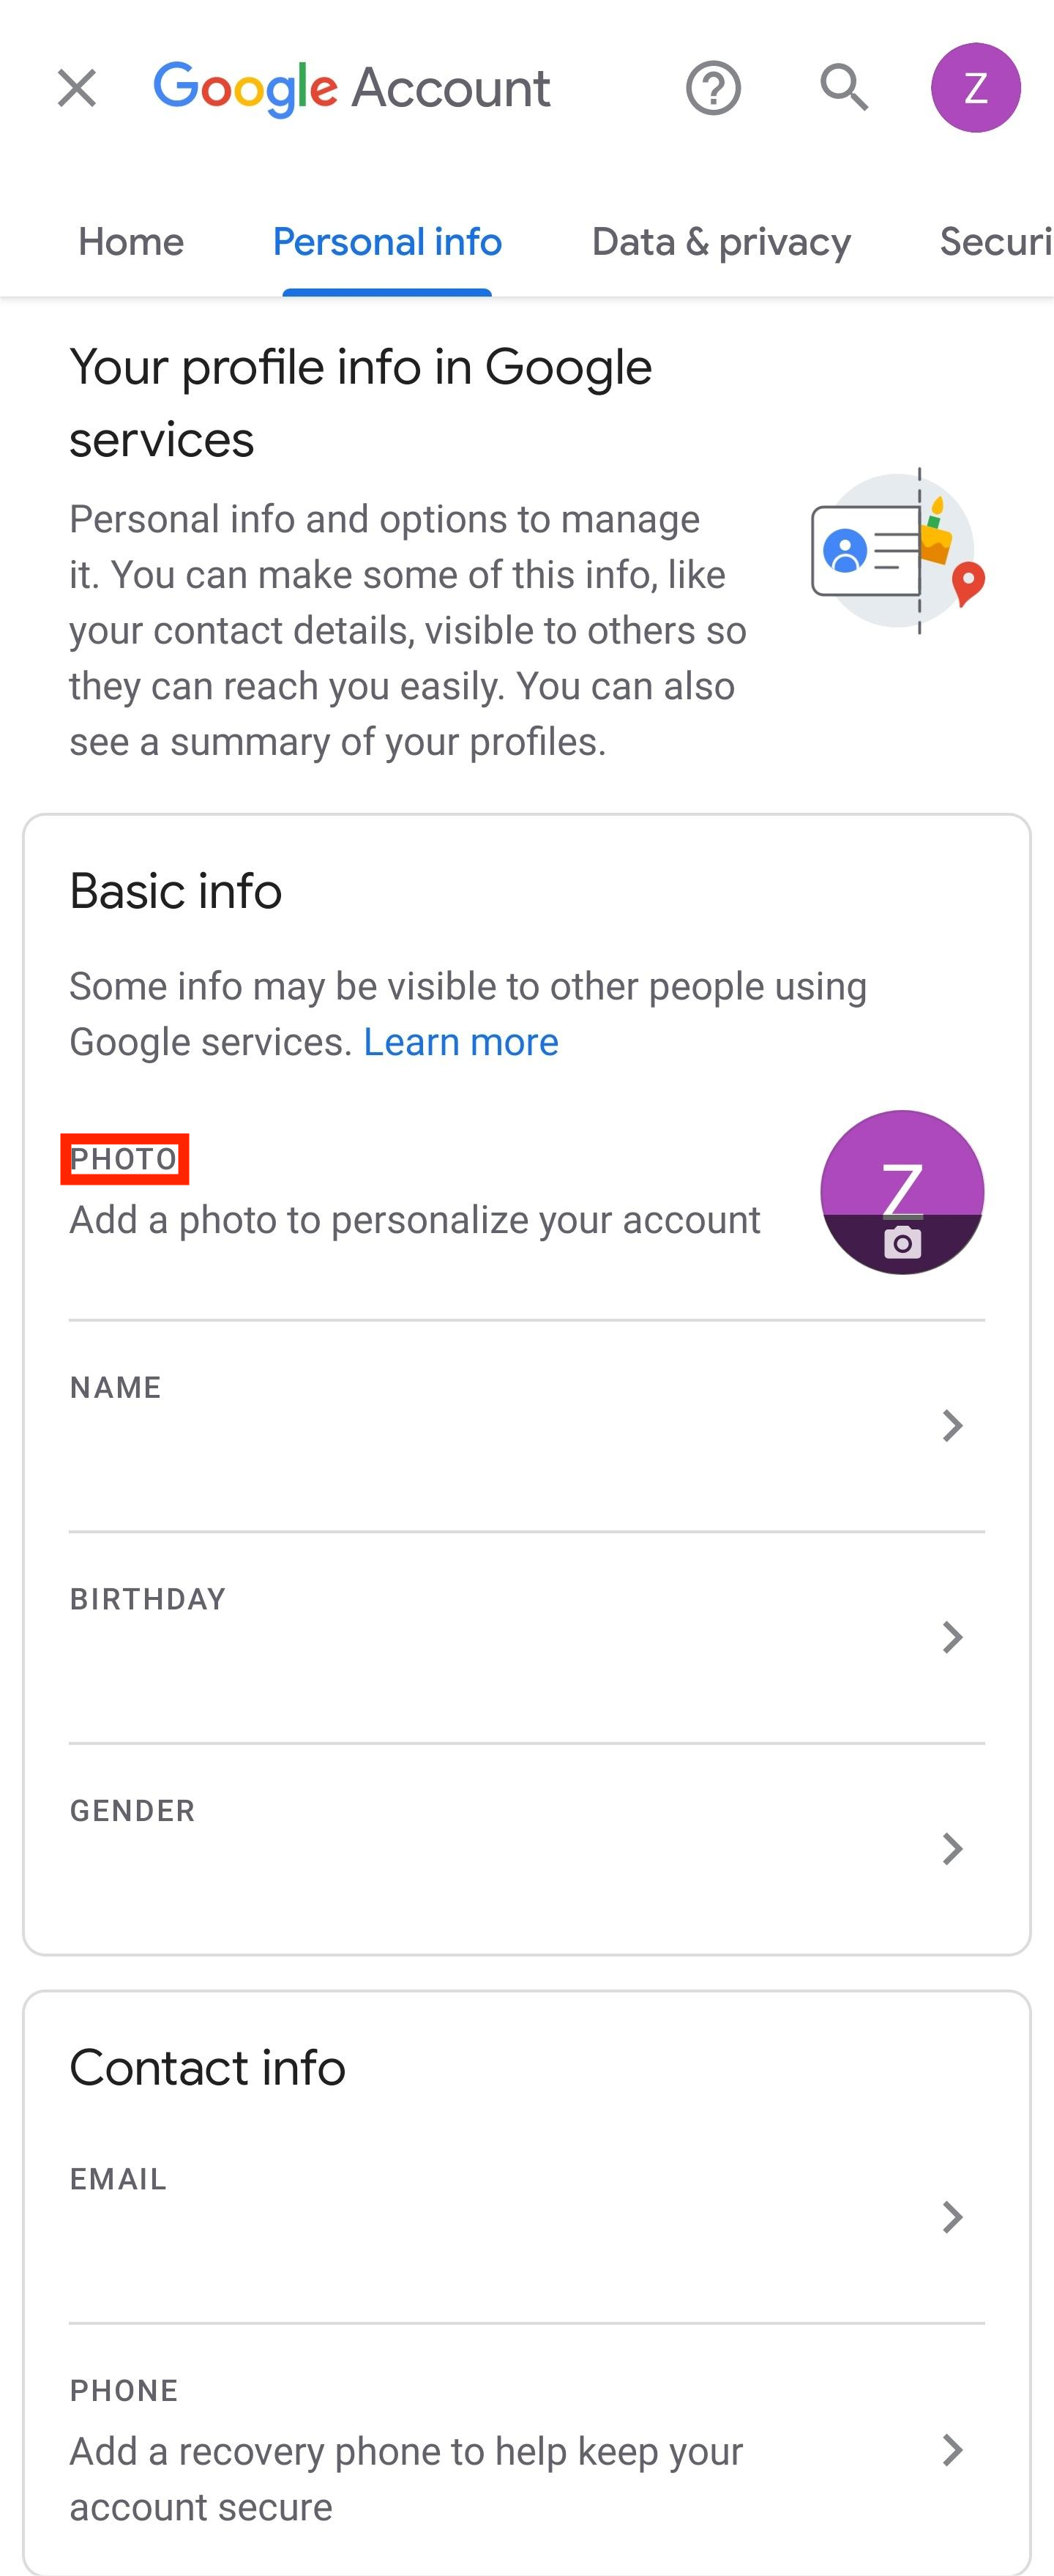 Google Account
Z
Home Personal info Data & privacy Securi
Your profile info in Google
services
Personal info and options to manage
it. You can make some of this info, like
your contact details, visible to others so
they can reach you easily. You can also
see a summary of your profiles.
Basic info
Some info may be visible to other people using
Google services. Learn more
PHOTO
Add a photo to personalize your account
Z
NAME
BIRTHDAY
GENDER
Contact info
EMAIL
PHONE
Add a recovery phone to help keep your
account secure